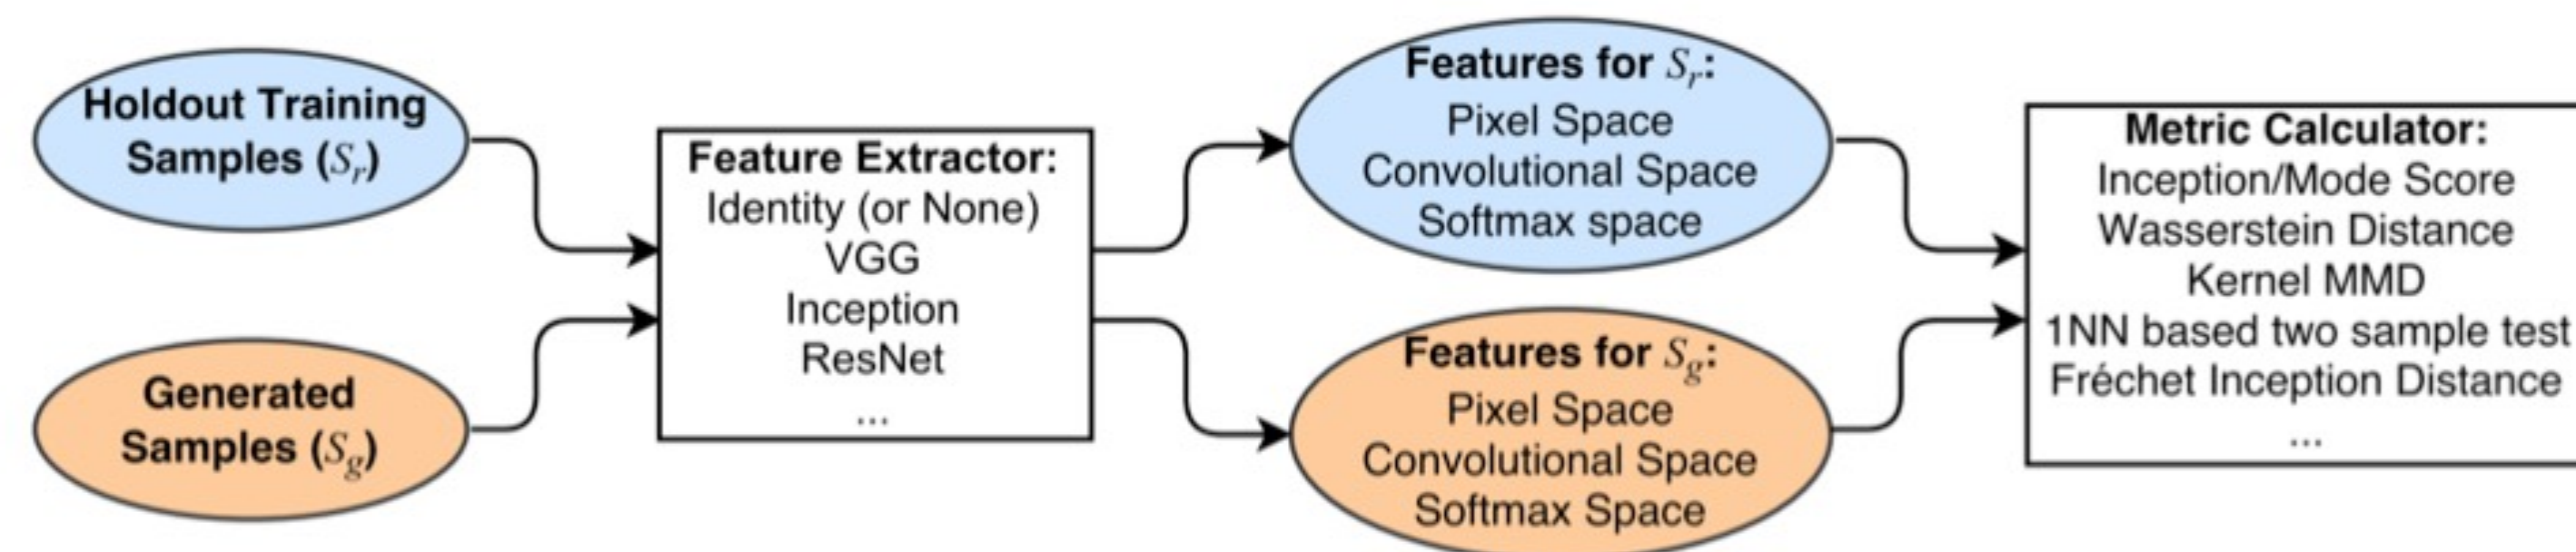 Holdout Training
Samples (Sr)
Generated
Samples (Sg)
Feature Extractor:
Identity (or None)
VGG
Inception
ResNet
...
Features for Sr:
Pixel Space
Convolutional Space
Softmax space
Features for Sg:
Pixel Space
Convolutional Space
Softmax Space
Metric Calculator:
Inception/Mode Score
Wasserstein Distance
Kernel MMD
1NN based two sample test
Fréchet Inception Distance
...